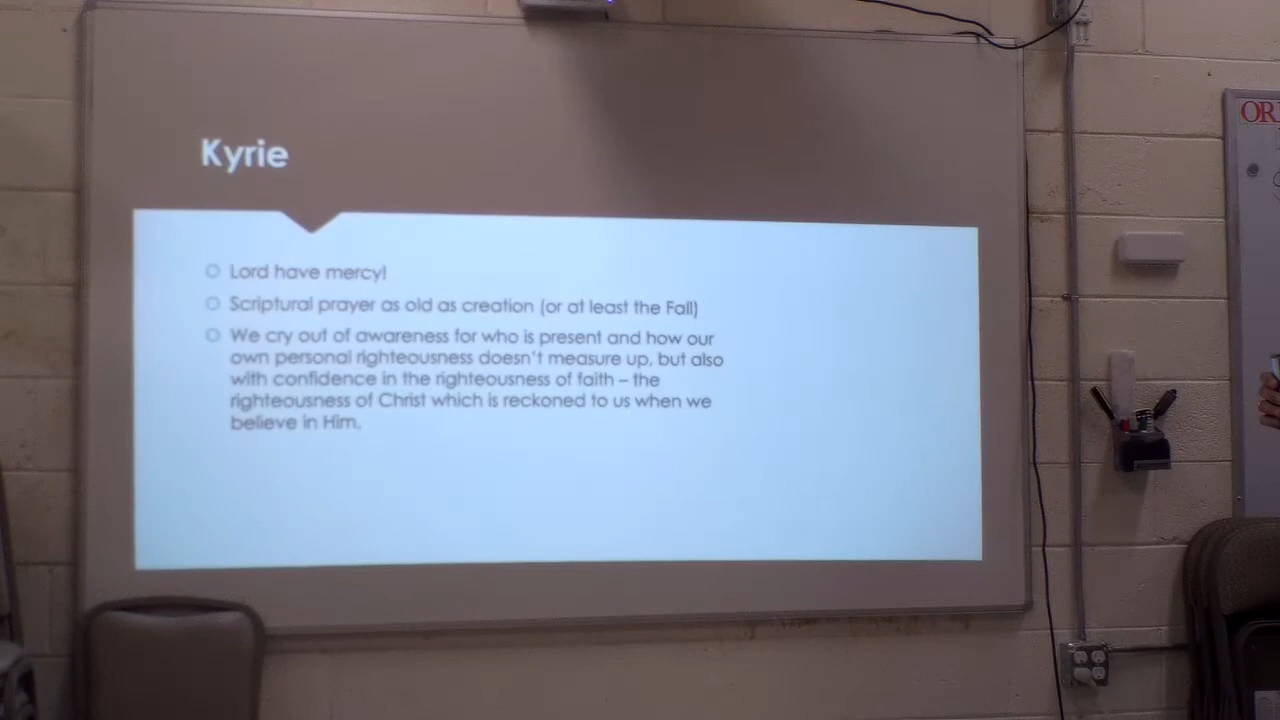 Kyrie
Lord have mercy!
Scriptural prayer as old as creation (or at least the Fall)
We cry out of awareness for who is present and how our
own personal righteousness doesn't measure up, but also
with confidence in the righteousness of faith – the
righteousness of Christ which is reckoned to us when we
believe in Him.
OR